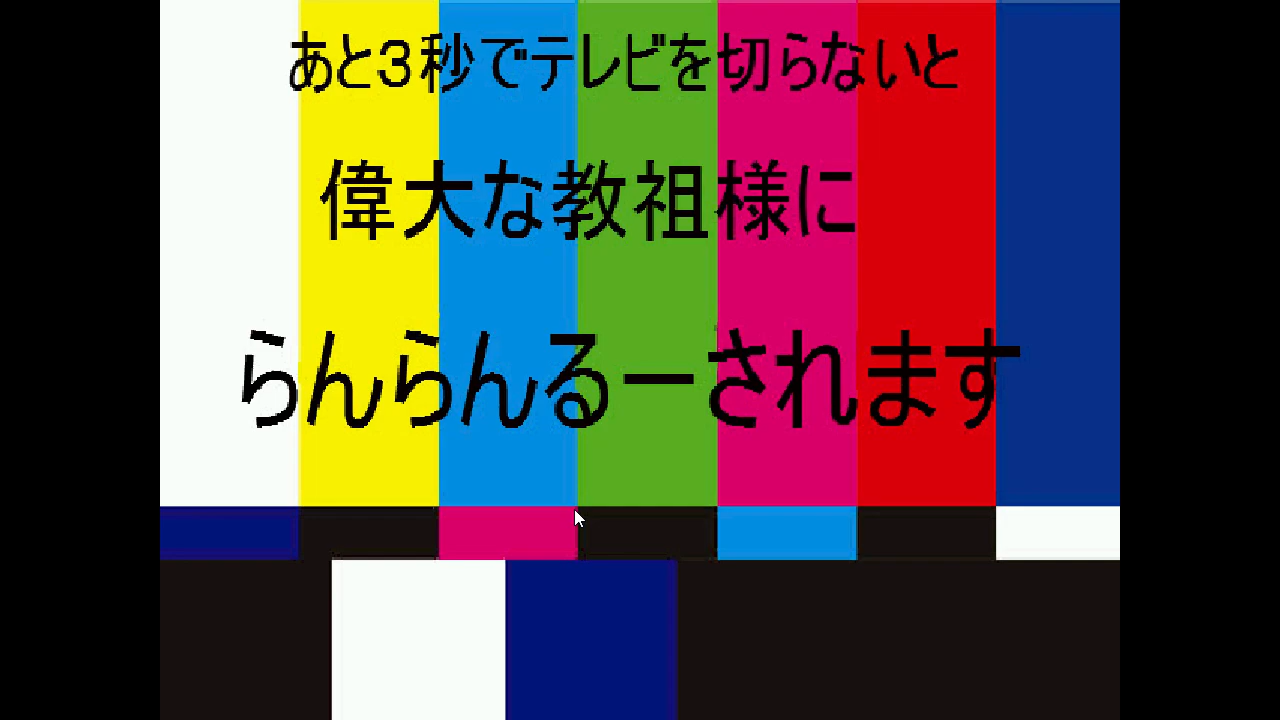 あと３秒でテレビを切らないと
偉大な教祖様に
らんらんるーされます